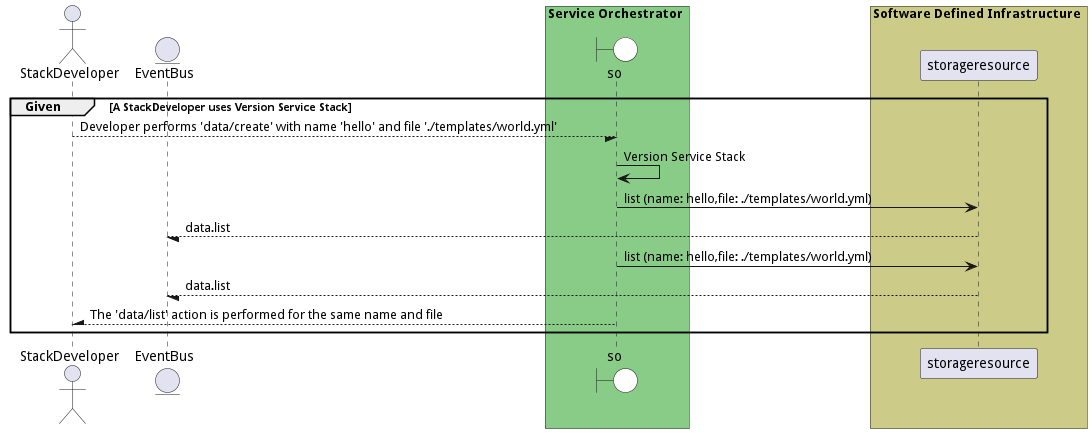 Service Orchestrator
Software Defined Infrastructure
StackDeveloper
EventBus
so
storageresource
Given
[A StackDeveloper uses Version Service Stack]
Developer performs 'data/create' with name 'hello' and file './templates/world.yml'
Version Service Stack
list (name: hello,file: ./templates/world.yml)
data.list
list (name: hello,file: ./templates/world.yml)
data.list
The 'data/list' action is performed for the same name and file
StackDeveloper
EventBus
so
storageresource